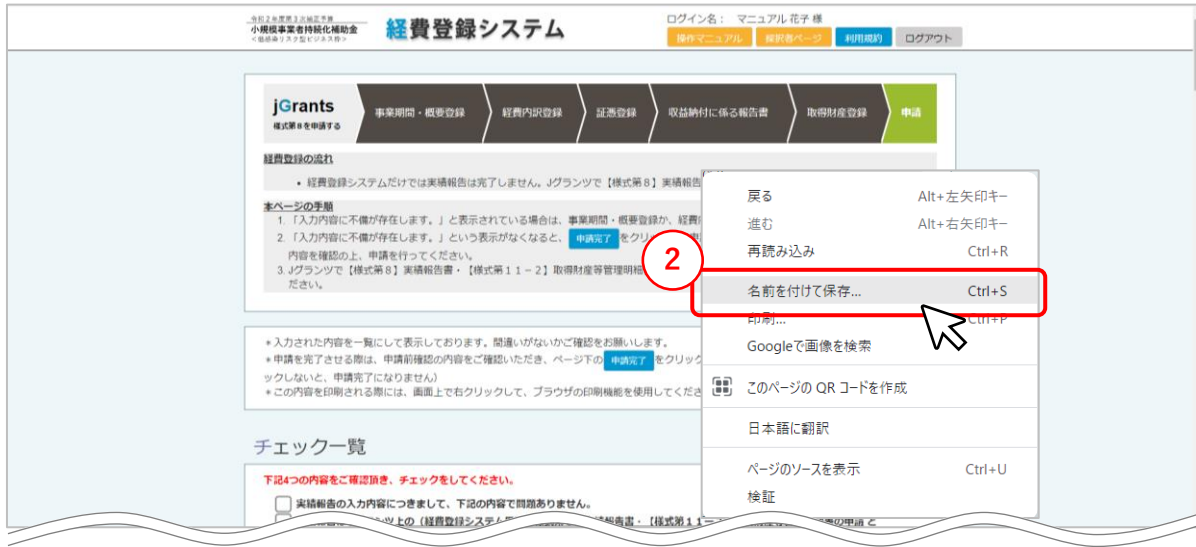 令和2年度第3次補正予算
小規模事業者持続化補助金
<低感染リスク型ビジネス枠>
経費登録システム
ログイン名： マニュアル 花子 様
操作マニュアル
採択者ページ
利用規約
ログアウト
jGrants
様式第8を申請する
事業期間・概要登録
経費内訳登録
証憑登録
収益納付に係る報告書
取得財産登録
申請
経費登録の流れ
• 経費登録システムだけでは実績報告は完了しません。Jグランツで【様式第8】実績報告
本ページの手順
1. 「入力内容に不備が存在します。」と表示されている場合は、事業期間・概要登録か、経費
2. 「入力内容に不備が存在します。」という表示がなくなると、 申請完了 をクリ
内容を確認の上、申請を行ってください。
3. Jグランツで【様式第8】実績報告書・【様式第１１－２】取得財産等管理明細
ださい。
＊入力された内容を一覧にして表示しております。間違いがないかご確認をお願いします。
＊申請を完了させる際は、申請前確認の内容をご確認いただき、ページ下の 申請完了 をクリック
ックしないと、申請完了になりません)
＊この内容を印刷される際には、画面上で右クリックして、ブラウザの印刷機能を使用してくださ
チェック一覧
下記4つの内容をご確認頂き、チェックをしてください。
実績報告の入力内容につきまして、下記の内容で問題ありません。
2
戻る Alt+左矢印キー
進む Alt+右矢印キー
再読み込み Ctrl+R
名前を付けて保存... Ctrl+S
印刷... Ctrl+P
Googleで画像を検索
このページの QR コードを作成
日本語に翻訳
ページのソースを表示 Ctrl+U
検証